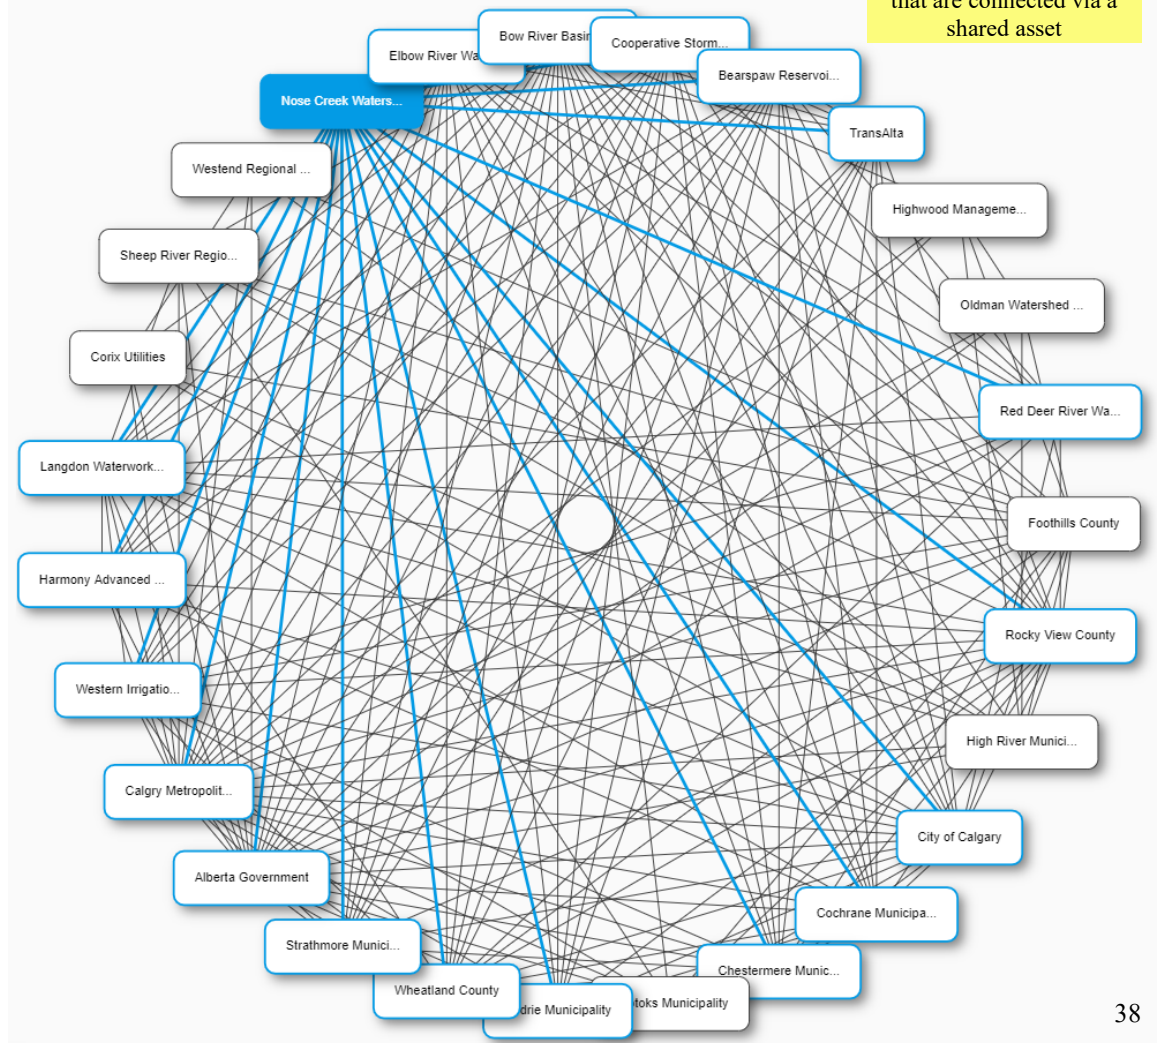 that are connected via a
shared asset
Bow River Basin
Cooperative Storm...
Elbow River Wa
Bearspaw Reservoi...
Nose Creek Waters...
TransAlta
Westend Regional ...
Highwood Manageme...
Sheep River Regio...
Oldman Watershed ...
Corix Utilities
Red Deer River Wa...
Langdon Waterwork...
Foothills County
Harmony Advanced ...
Rocky View County
Western Irrigatio...
High River Munici...
Calgry Metropolit...
City of Calgary
Alberta Government
Cochrane Municipa...
Strathmore Munici...
Chestermere Munic...
Wheatland County
drie Municipality
toks Municipality
38